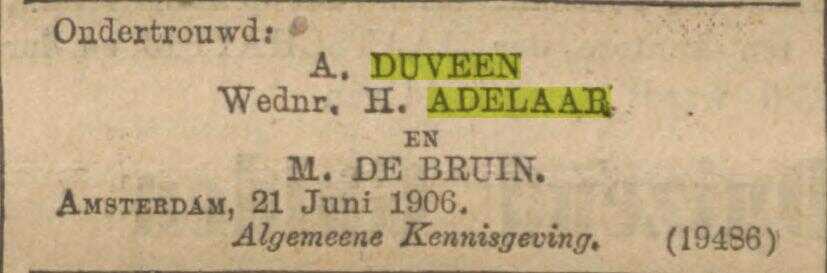 Ondertrouwd:
A. DUVEEN
Wednr. H. ADELAAR
EN
M. DE BRUIN.
AMSTERDAM, 21 Juni 1906.
Algemeene Kennisgeving. (19486)